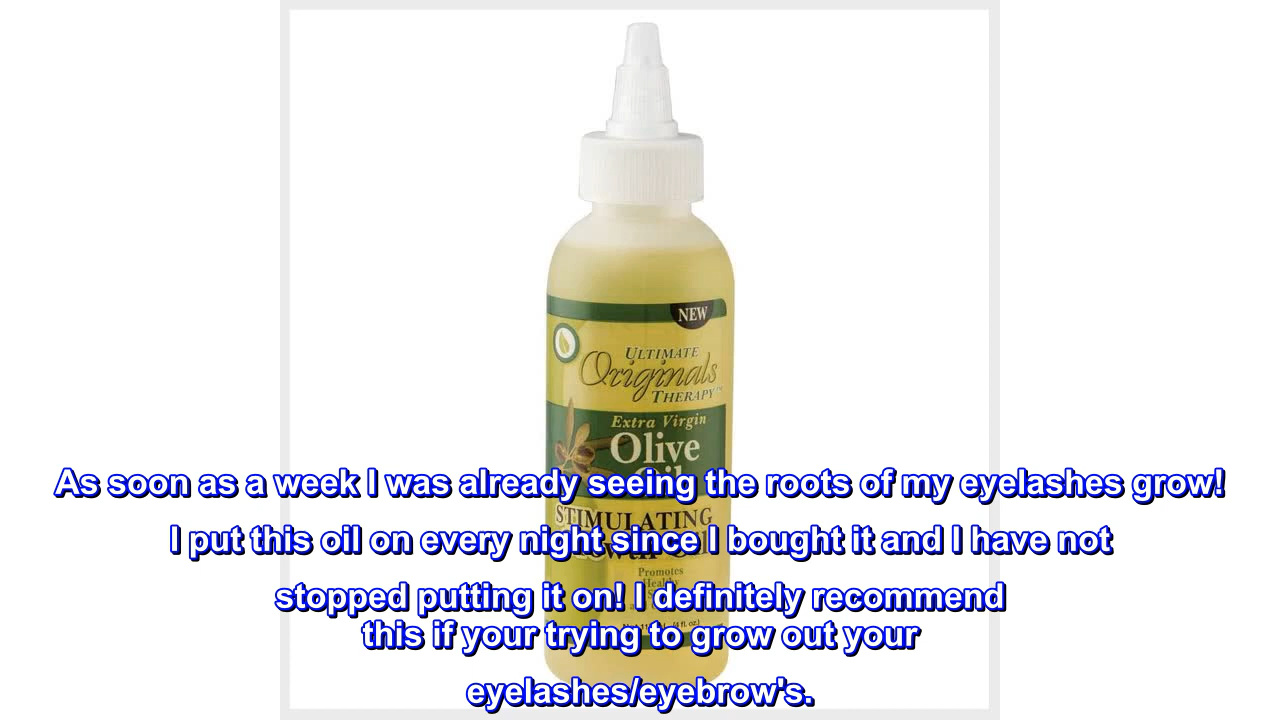 NEW
ULTIMATE
Originals
THERAPY™
Extra Virgin
Olive
As soon as a week I was already seeing the roots of my eyelashes grow!
STIMULATING
I put this oil on every night since I bought it and I have not
Promotes
Healthy
stopped putting it on! I definitely recommend
this if your trying to grow out your
eyelashes/eyebrow's.